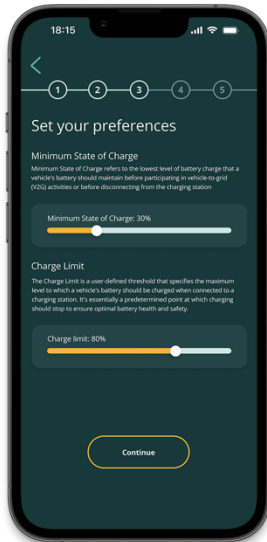 18:15
1 2 3 4 5
Set your preferences
Minimum State of Charge
Minimum State of Charge refers to the lowest level of battery charge that a
vehicle's battery should maintain before participating in vehicle-to-grid
(V2G) activities or before disconnecting from the charging station
Minimum State of Charge: 30%
Charge Limit
The Charge Limit is a user-defined threshold that specifies the maximum
level to which a vehicle's battery should be charged when connected to a
charging station. It's essentially a predetermined point at which charging
should stop to ensure optimal battery health and safety.
Charge limit: 80%
Continue